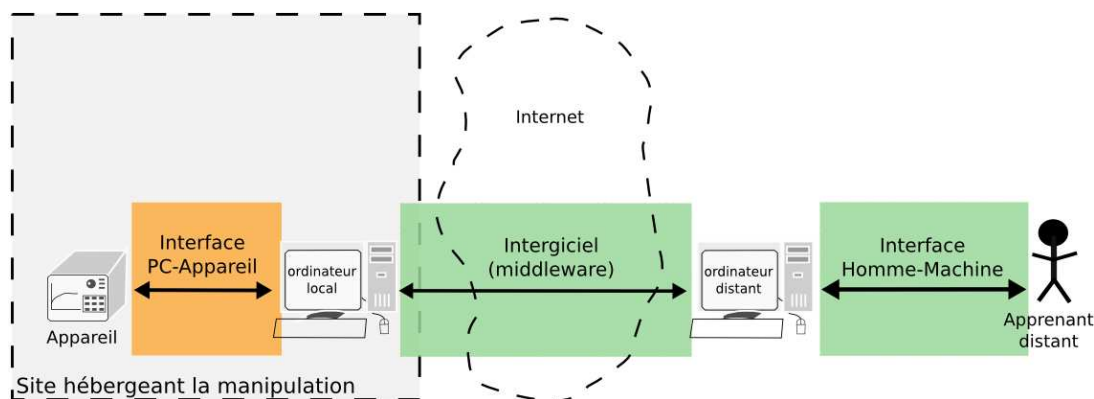 Internet
Interface
PC-Appareil
Intergiciel
(middleware)
Interface
Homme-Machine
ordinateur
local
ordinateur
distant
Appareil
Apprenant
distant
Site hébergeant la manipulation